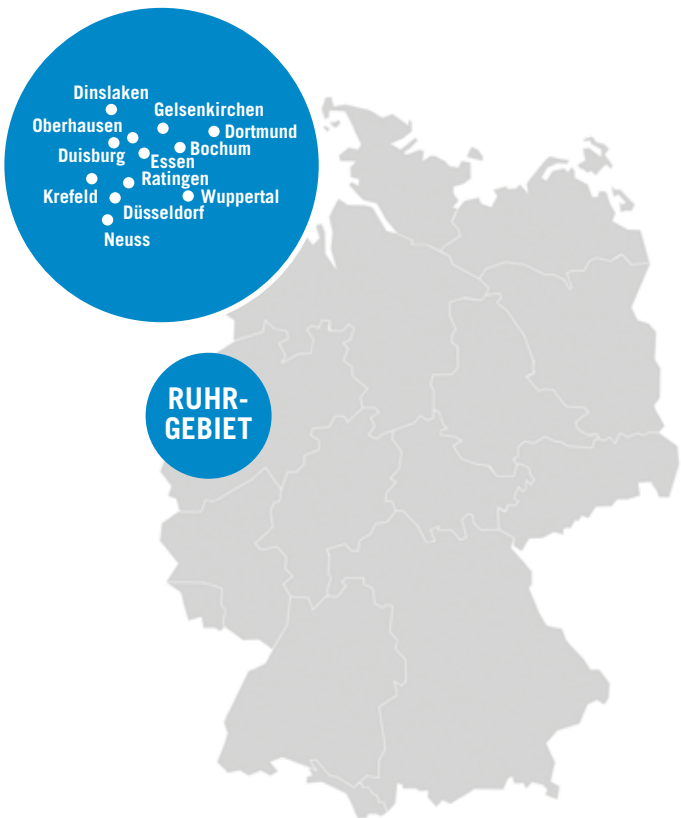 Dinslaken
Gelsenkirchen
Oberhausen
Dortmund
Bochum
Duisburg
Essen
Ratingen
Krefeld
Wuppertal
Düsseldorf
Neuss
RUHR-
GEBIET